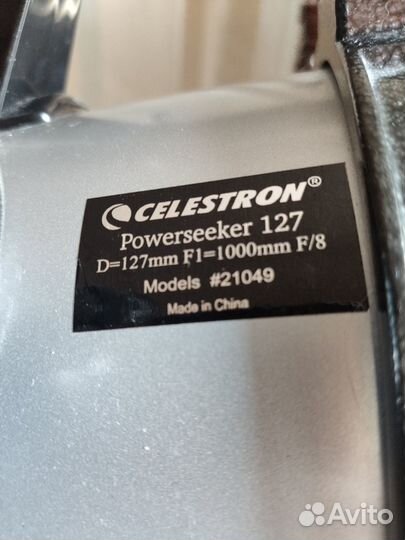 CELESTRON®
Powerseeker 127
D=127mm F1=1000mm F/8
Models #21049
Made in China
Avito